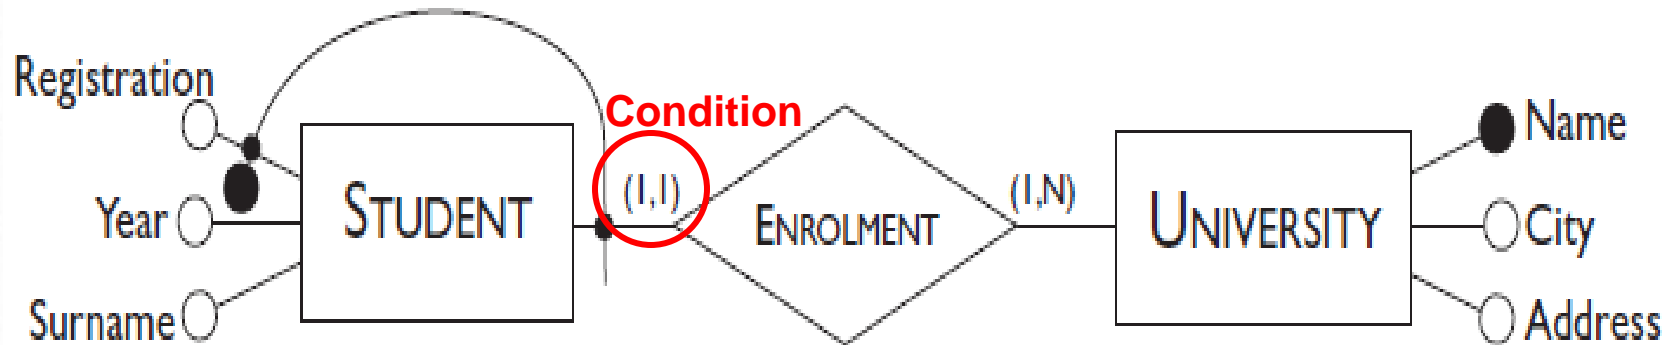 Registration
Year
Surname
STUDENT
Condition
(1,1)
ENROLMENT
(1,N)
UNIVERSITY
Name
City
Address